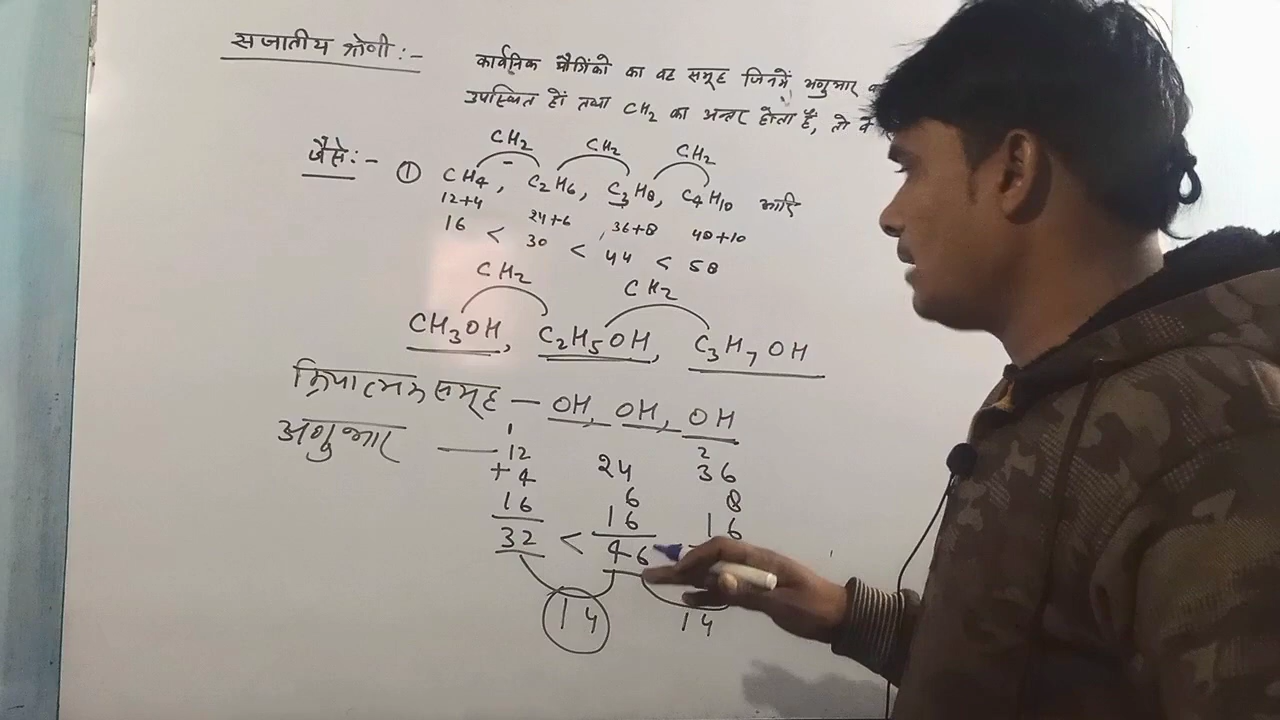 सजातीय श्रेणी :-
कार्बनिक यौगिकों का वह समूह जिनमें अणुभार
उपस्थित हों तथा CH₂ का अन्तर होता है, तो वे
CH₂ CH₂ CH₂
जैसे :- ① CH₄, C₂H₆, C₃H₈, C₄H₁₀ आदि
12+4 24+6, 36+8 48+10
16 < 30 < 44 < 58
CH₂ CH₂
CH₃OH, C₂H₅OH, C₃H₇OH
क्रियात्मक समूह — OH, OH, OH
अणुभार — 12 24 36
+4 6 8
16 16 16
32 < 46
14 14